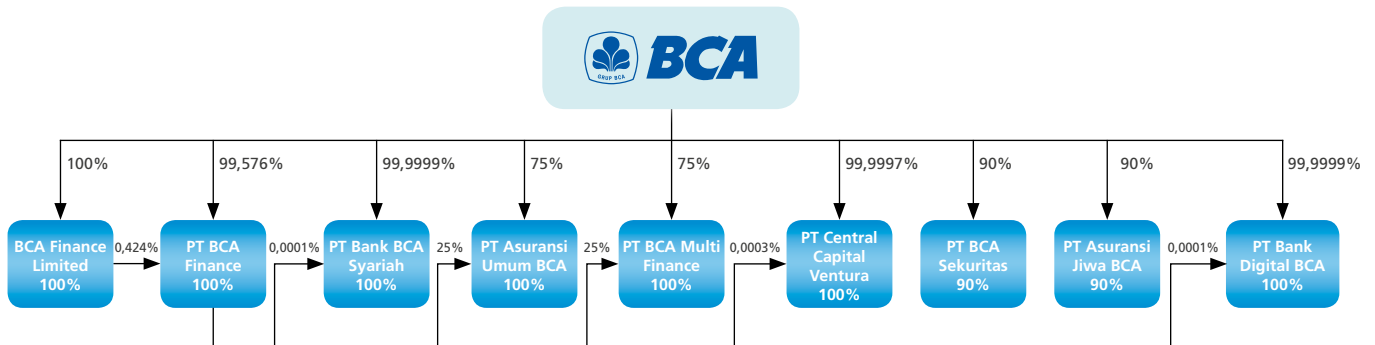 GRUP BCA
BCA
100%
99,576%
99,9999%
75%
75%
99,9997%
90%
90%
99,9999%
BCA Finance
Limited
100%
0,424%
PT BCA
Finance
100%
0,0001%
PT Bank BCA
Syariah
100%
25%
PT Asuransi
Umum BCA
100%
25%
PT BCA Multi
Finance
100%
0,0003%
PT Central
Capital
Ventura
100%
PT BCA
Sekuritas
90%
PT Asuransi
Jiwa BCA
90%
0,0001%
PT Bank
Digital BCA
100%